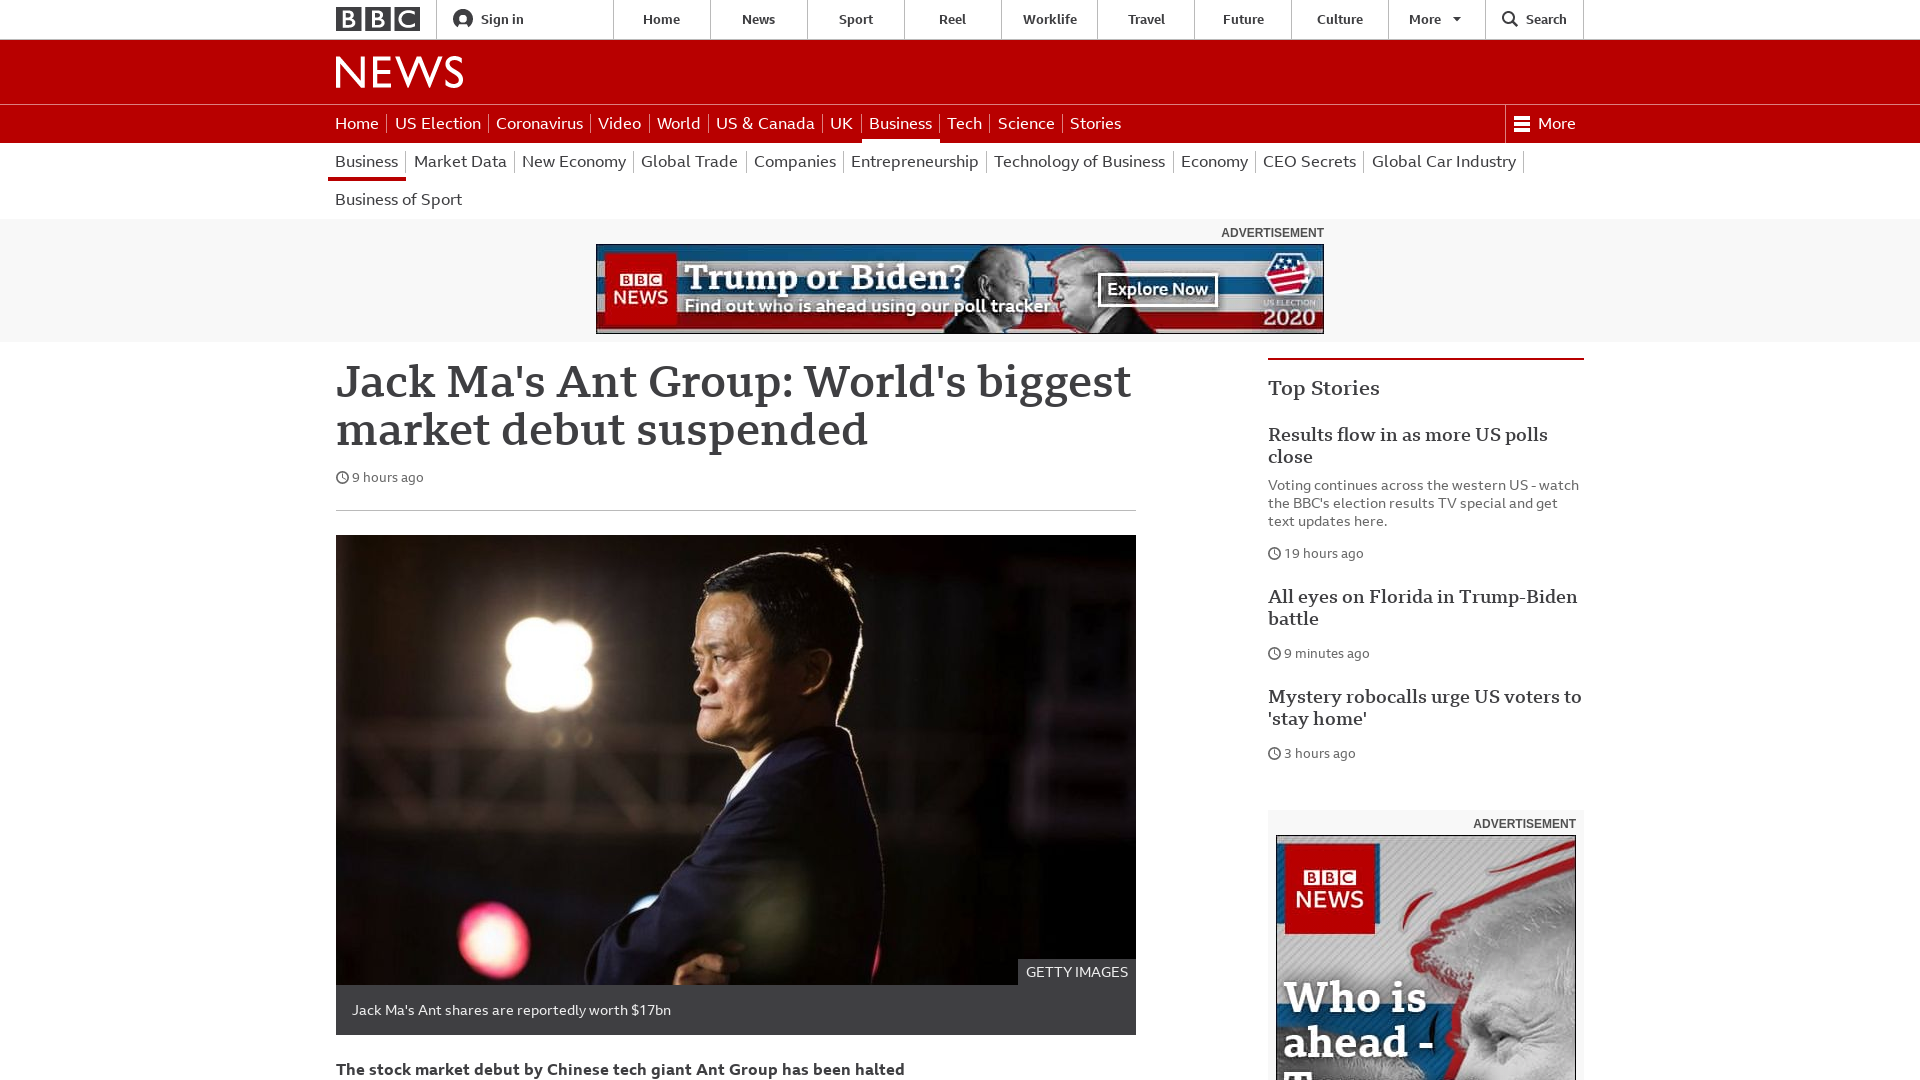 BBC
Sign in
Home
News
Sport
Reel
Worklife
Travel
Future
Culture
More
Search
NEWS
Home
US Election
Coronavirus
Video
World
US & Canada
UK
Business
Tech
Science
Stories
More
Business
Market Data
New Economy
Global Trade
Companies
Entrepreneurship
Technology of Business
Economy
CEO Secrets
Global Car Industry
Business of Sport
ADVERTISEMENT
BBC
NEWS
Trump or Biden?
Find out who is ahead using our poll tracker
Explore Now
US ELECTION
2020
Jack Ma's Ant Group: World's biggest
market debut suspended
9 hours ago
GETTY IMAGES
Jack Ma's Ant shares are reportedly worth $17bn
The stock market debut by Chinese tech giant Ant Group has been halted
Top Stories
Results flow in as more US polls
close
Voting continues across the western US - watch
the BBC's election results TV special and get
text updates here.
19 hours ago
All eyes on Florida in Trump-Biden
battle
9 minutes ago
Mystery robocalls urge US voters to
'stay home'
3 hours ago
ADVERTISEMENT
BBC
NEWS
Who is
ahead -